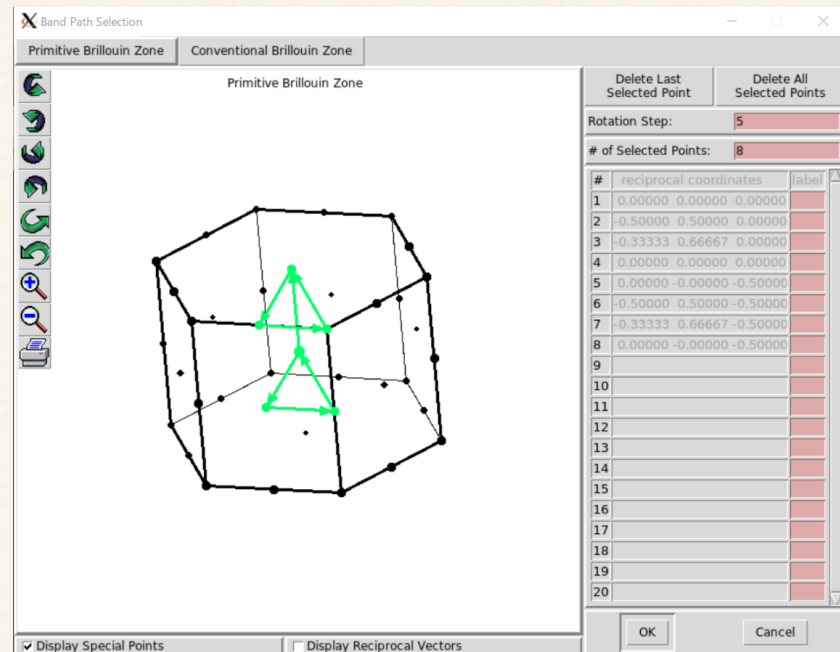 Band Path Selection
Primitive Brillouin Zone
Conventional Brillouin Zone
Primitive Brillouin Zone
Delete Last
Selected Point
Delete All
Selected Points
Rotation Step: 5
# of Selected Points: 8
# reciprocal coordinates label
1 0.00000 0.00000 0.00000
2 -0.50000 0.50000 0.00000
3 -0.33333 0.66667 0.00000
4 0.00000 0.00000 0.00000
5 0.00000 -0.00000 -0.50000
6 -0.50000 0.50000 -0.50000
7 -0.33333 0.66667 -0.50000
8 0.00000 -0.00000 -0.50000
9
10
11
12
13
14
15
16
17
18
19
20
OK
Cancel
Display Special Points
Display Reciprocal Vectors